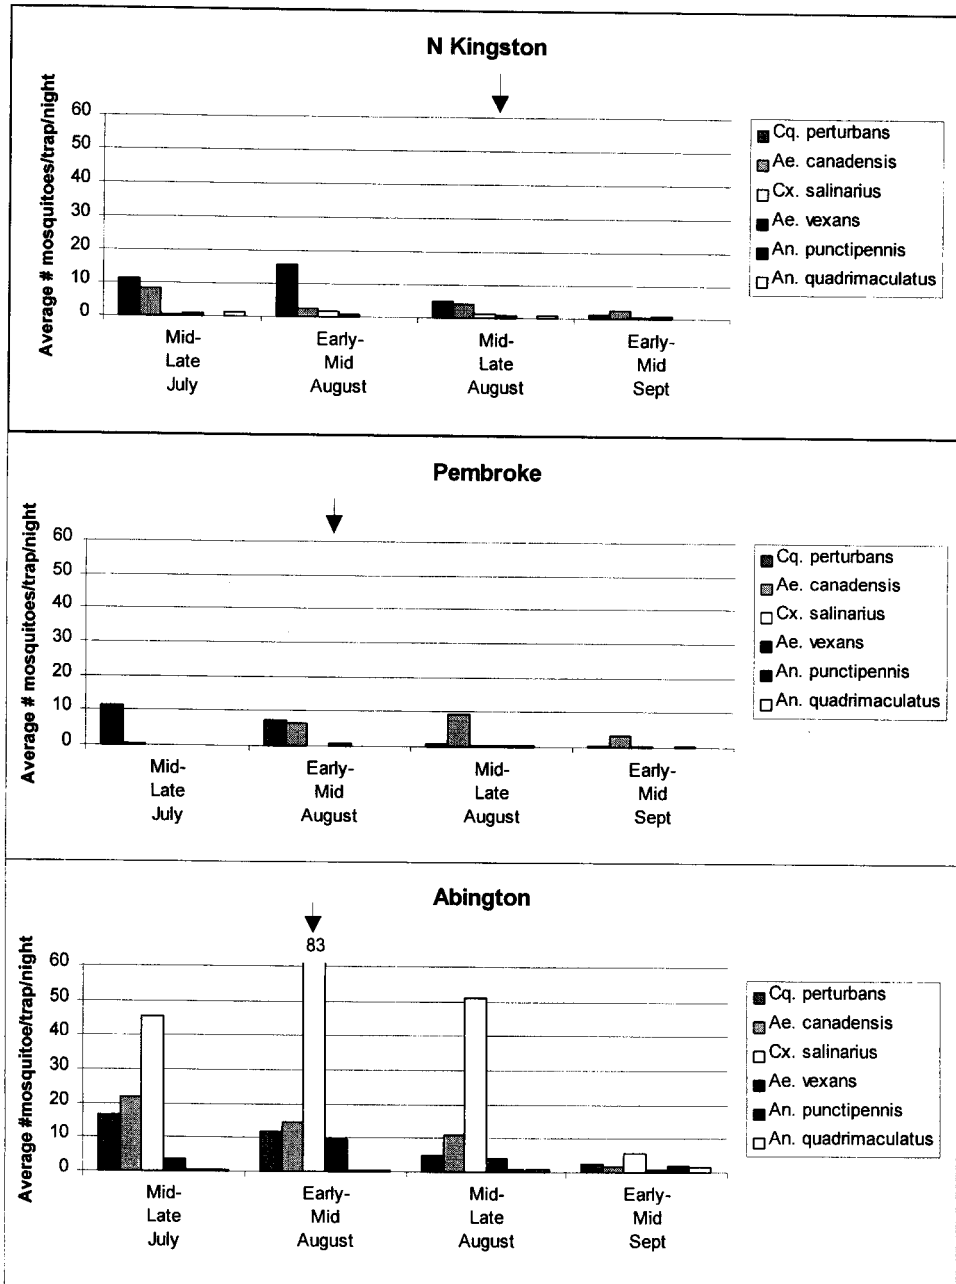 N Kingston
Average # mosquitoes/trap/night
60
50
40
30
20
10
0
Mid-
Late
July
Early-
Mid
August
Mid-
Late
August
Early-
Mid
Sept
Cq. perturbans
Ae. canadensis
Cx. salinarius
Ae. vexans
An. punctipennis
An. quadrimaculatus
Pembroke
Average # mosquitoes/trap/night
60
50
40
30
20
10
0
Mid-
Late
July
Early-
Mid
August
Mid-
Late
August
Early-
Mid
Sept
Cq. perturbans
Ae. canadensis
Cx. salinarius
Ae. vexans
An. punctipennis
An. quadrimaculatus
Abington
83
Average #mosquitoe/trap/night
60
50
40
30
20
10
0
Mid-
Late
July
Early-
Mid
August
Mid-
Late
August
Early-
Mid
Sept
Cq. perturbans
Ae. canadensis
Cx. salinarius
Ae. vexans
An. punctipennis
An. quadrimaculatus